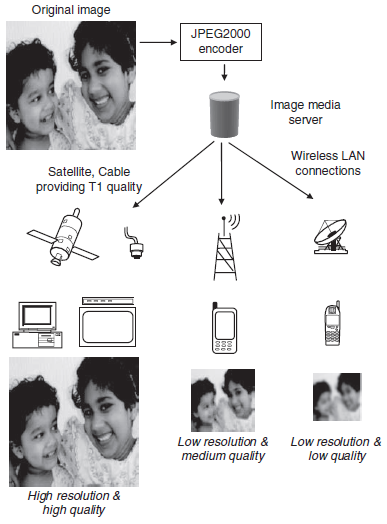 Original image
JPEG2000
encoder
Image media
server
Satellite, Cable
providing T1 quality
Wireless LAN
connections
High resolution &
high quality
Low resolution &
medium quality
Low resolution &
low quality